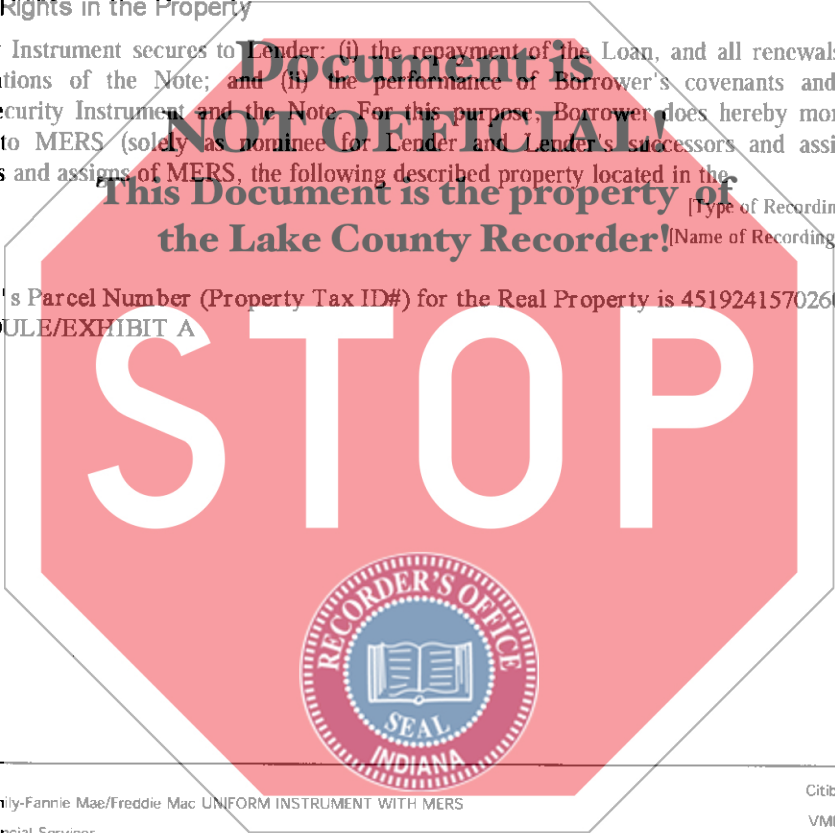 Rights in the Property
Instrument secures to Lender: (i) the repayment of the Loan, and all renewals
Document is
tions of the Note; and (ii) the performance of Borrower's covenants and
ecurity Instrument and the Note. For this purpose, Borrower does hereby mor
NOT OFFICIAL!
to MERS (solely as nominee for Lender and Lender's successors and assi
s and assigns of MERS, the following described property located in the
This Document is the property of
[Type of Recordin
the Lake County Recorder!
[Name of Recording
's Parcel Number (Property Tax ID#) for the Real Property is 4519241570260
ULE/EXHIBIT A
STOP
RECORDER'S OFFICE
SEAL
INDIANA
ily-Fannie Mae/Freddie Mac UNIFORM INSTRUMENT WITH MERS
Citib
VM
ncial Services